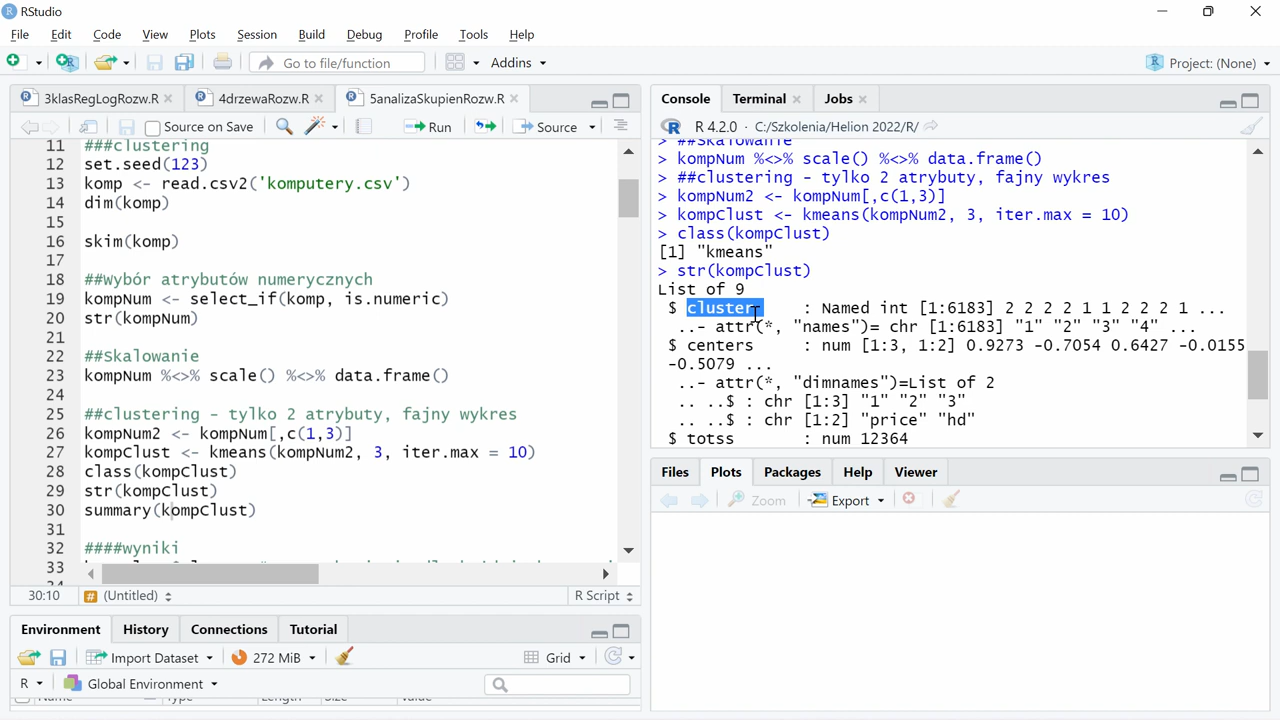 RStudio
File Edit Code View Plots Session Build Debug Profile Tools Help
Go to file/function Addins Project: (None)
3klasRegLogRozw.R 4drzewaRozw.R 5analizaSkupienRozw.R
Source on Save Run Source
11 ###clustering
12 set.seed(123)
13 komp <- read.csv2('komputery.csv')
14 dim(komp)
15
16 skim(komp)
17
18 ##wybór atrybutów numerycznych
19 kompNum <- select_if(komp, is.numeric)
20 str(kompNum)
21
22 ##Skalowanie
23 kompNum %<>% scale() %<>% data.frame()
24
25 ##clustering - tylko 2 atrybuty, fajny wykres
26 kompNum2 <- kompNum[,c(1,3)]
27 kompClust <- kmeans(kompNum2, 3, iter.max = 10)
28 class(kompClust)
29 str(kompClust)
30 summary(kompClust)
31
32 ####wyniki
33
30:10 (Untitled) R Script
Environment History Connections Tutorial
Import Dataset 272 MiB Grid
R Global Environment
Name Type Length Size Value
Console Terminal Jobs
R 4.2.0 · C:/Szkolenia/Helion 2022/R/
> ##Skalowanie
> kompNum %<>% scale() %<>% data.frame()
> ##clustering - tylko 2 atrybuty, fajny wykres
> kompNum2 <- kompNum[,c(1,3)]
> kompClust <- kmeans(kompNum2, 3, iter.max = 10)
> class(kompClust)
[1] "kmeans"
> str(kompClust)
List of 9
$ cluster : Named int [1:6183] 2 2 2 2 1 1 2 2 2 1 ...
..- attr(*, "names")= chr [1:6183] "1" "2" "3" "4" ...
$ centers : num [1:3, 1:2] 0.9273 -0.7054 0.6427 -0.0155
-0.5079 ...
..- attr(*, "dimnames")=List of 2
.. ..$ : chr [1:3] "1" "2" "3"
.. ..$ : chr [1:2] "price" "hd"
$ totss : num 12364
Files Plots Packages Help Viewer
Zoom Export